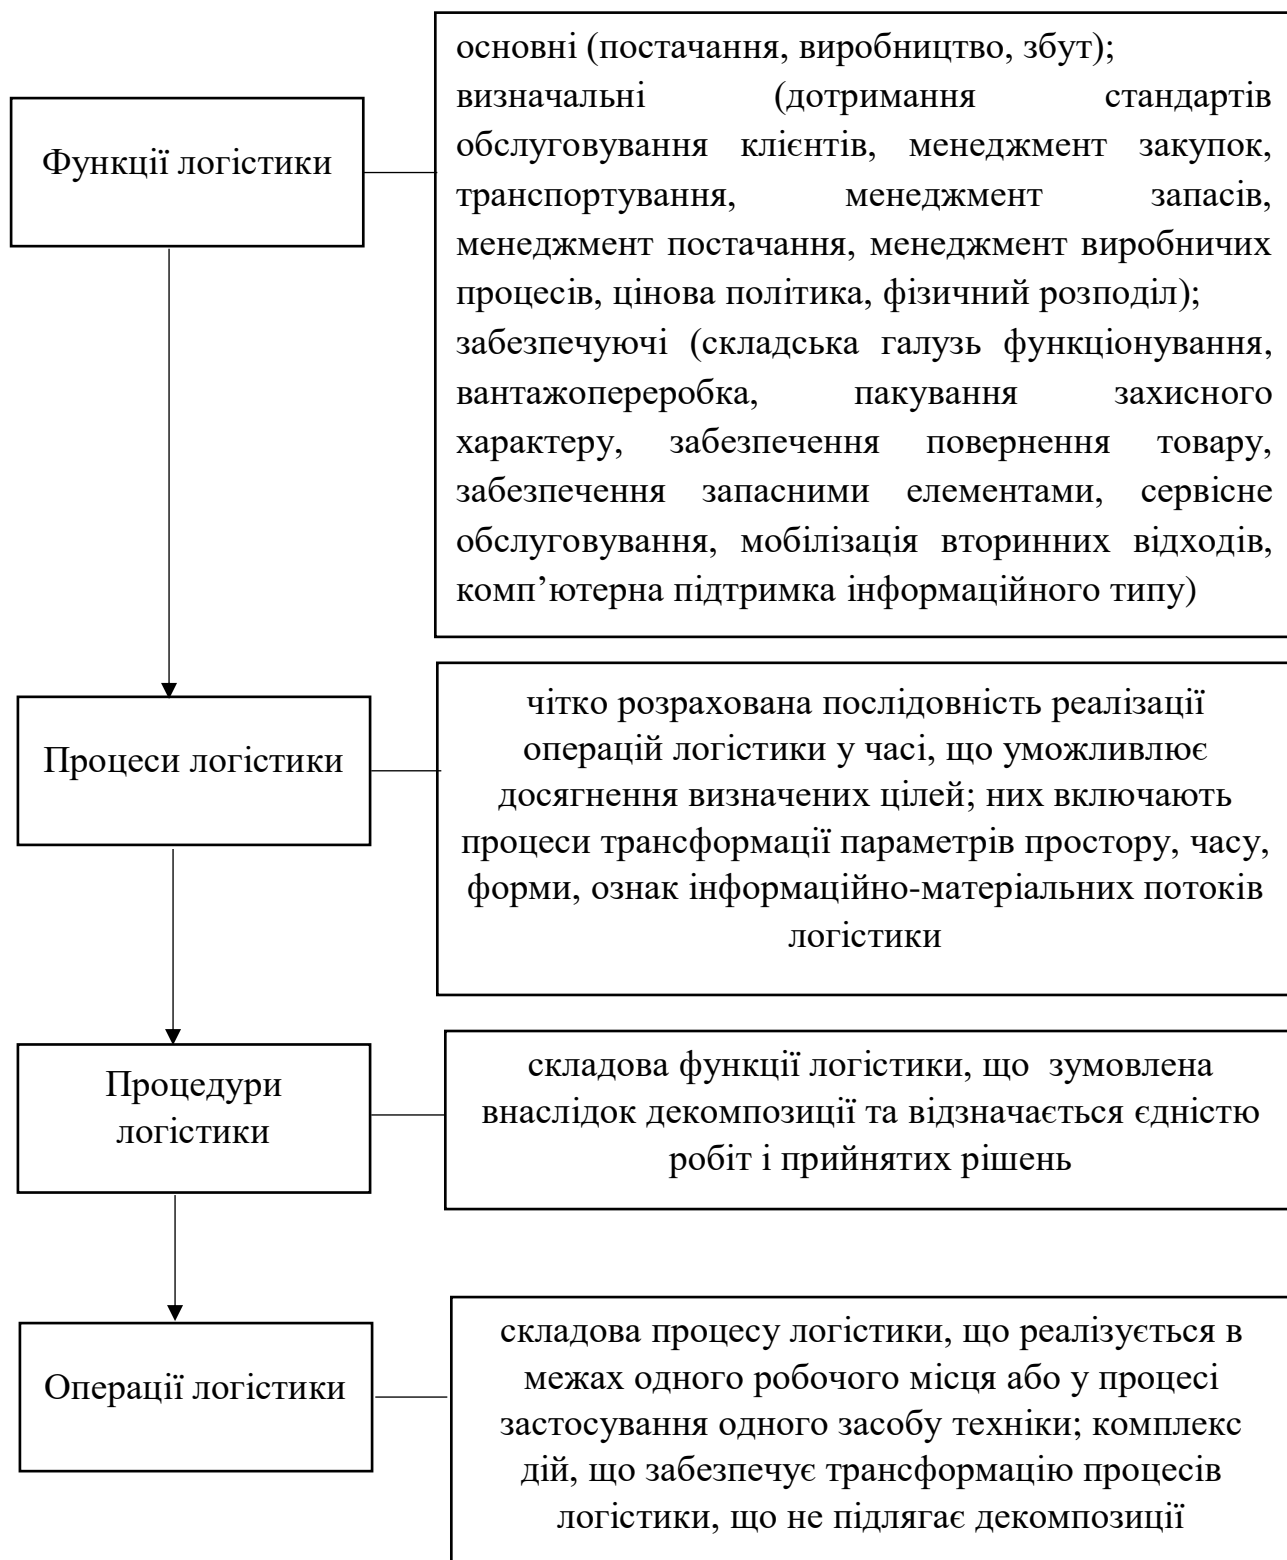 Функції логістики
основні (постачання, виробництво, збут);
визначальні (дотримання стандартів
обслуговування клієнтів, менеджмент закупок,
транспортування, менеджмент запасів,
менеджмент постачання, менеджмент виробничих
процесів, цінова політика, фізичний розподіл);
забезпечуючі (складська галузь функціонування,
вантажопереробка, пакування захисного
характеру, забезпечення повернення товару,
забезпечення запасними елементами, сервісне
обслуговування, мобілізація вторинних відходів,
комп’ютерна підтримка інформаційного типу)
Процеси логістики
чітко розрахована послідовність реалізації
операцій логістики у часі, що уможливлює
досягнення визначених цілей; них включають
процеси трансформації параметрів простору, часу,
форми, ознак інформаційно-матеріальних потоків
логістики
Процедури
логістики
складова функції логістики, що зумовлена
внаслідок декомпозиції та відзначається єдністю
робіт і прийнятих рішень
Операції логістики
складова процесу логістики, що реалізується в
межах одного робочого місця або у процесі
застосування одного засобу техніки; комплекс
дій, що забезпечує трансформацію процесів
логістики, що не підлягає декомпозиції